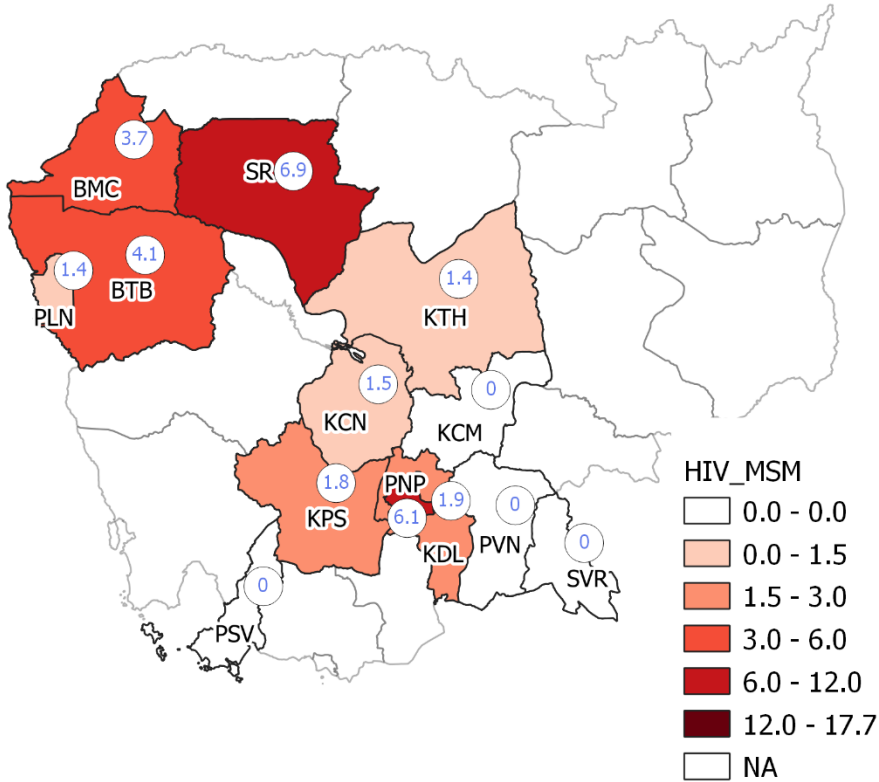 3.7
SR 6.9
BMC
1.4
4.1
BTB
PLN
1.4
KTH
1.5
0
KCN
KCM
HIV_MSM
1.8
PNP
1.9
0
0.0 - 0.0
KPS
6.1
KDL
PVN
0
0.0 - 1.5
SVR
0
1.5 - 3.0
PSV
3.0 - 6.0
6.0 - 12.0
12.0 - 17.7
NA